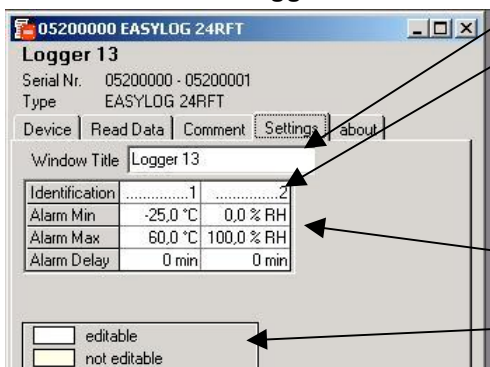 05200000 EASYLOG 24RFT
Logger 13
Serial Nr. 05200000 - 05200001
Type EASYLOG 24RFT
Device Read Data Comment Settings about
Window Title Logger 13
Identification ..............1 ..............2
Alarm Min -25,0 °C 0,0 % RH
Alarm Max 60,0 °C 100,0 % RH
Alarm Delay 0 min 0 min
editable
not editable